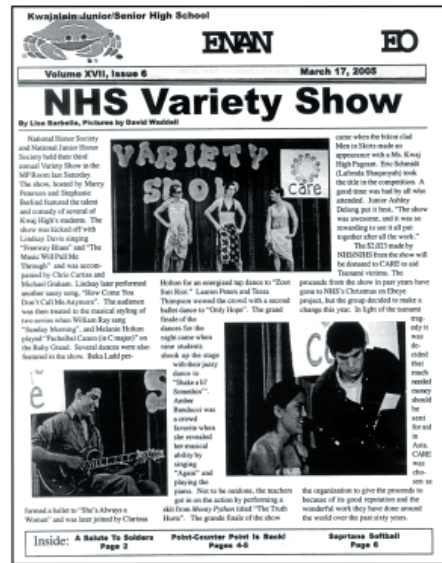 Kwajalein Junior/Senior High School
ENAN EO
Volume XVII, Issue 6 March 17, 2005
NHS Variety Show
By Lisa Barbella, Pictures by David Waddell
National Honor Society
and National Junior Honor
Society held their third
annual Variety Show in the
MP Room last Saturday.
The show, hosted by Marcy
Peterson and Stephanie
featured the talent
and comedy of several of
Kwaj High's students. The
show was kicked off with
Lindsay Davis singing
"Freeway Blues" and "The
Music Will Pull Me
Through" and was accom-
panied by Chris Curtiss and
Michael Graham. Lindsay later performed
another sassy song, "How Come You
Don't Call Me Anymore". The audience
was then treated to the musical styling of
two seniors when William Ray sang
"Sunday Morning", and Melanie Holton
played "Pachelbel Canon (in C major)" on
the Baby Grand. Several dances were also
featured in the show. Beka Ladd per-
formed a ballet to "She's Always a
Woman" and was later joined by Clarissa
VARIETY
SHOW
care
Holton for an energized tap dance to "Zoot
Suit Riot." Lauren Peters and Tessa
Thimpson wowed the crowd with a second
ballet dance to "Only Hope". The grand
finale of the
dances for the
night came when
nine students
shook up the stage
with their jazzy
dance to
"Shake a lil'
Somethin'".
Amber
was
a crowd
favorite when
she revealed
her musical
ability by
singing
"Again" and
playing the
piano. Not to be outdone, the teachers
got in on the action by performing a
skit from Monty Python titled "The Truth
Hurts". The grande finale of the show
came when the bikini clad
Men in Skirts made an
appearance with a Ms. Kwaj
High Pageant. Eric Schmidt
took
the title in the competition. A
good time was had by all who
attended. Junior Ashley
Delong put it best, "The show
was awesome, and it was so
rewarding to see it all put
together after all the work."
The $2,023 made by
NHS/NJHS from the show will
be donated to CARE to aid
Tsunami victims. The
proceeds from the show in past years have
gone to NHS's Christmas on Ebeye
project, but the group decided to make a
change this year. In light of the tsunami
trag-
edy it
was
de-
cided
that
much
needed
money
should
be
sent
for aid
in
Asia.
CARE
was
cho-
sen as
the organization to give the proceeds to
because of its good reputation and the
wonderful work they have done around
the world over the past sixty years.
Inside: A Salute To Solders Page 2
Point-Counter Point Is Back! Pages 4-5
Saprtans Softball Page 6